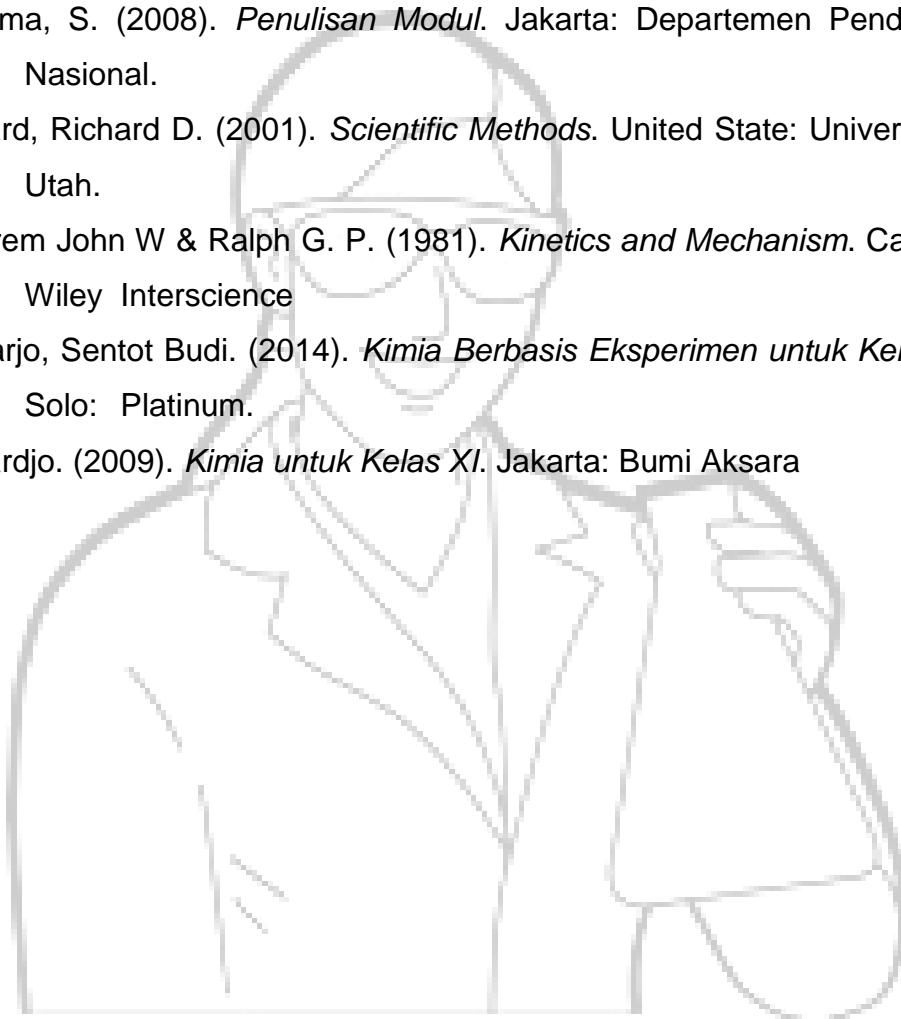 ma, S. (2008). Penulisan Modul. Jakarta: Departemen Pend
Nasional.
rd, Richard D. (2001). Scientific Methods. United State: Univer
Utah.
em John W & Ralph G. P. (1981). Kinetics and Mechanism. Ca
Wiley Interscience
arjo, Sentot Budi. (2014). Kimia Berbasis Eksperimen untuk Kel
Solo: Platinum.
rdjo. (2009). Kimia untuk Kelas XI. Jakarta: Bumi Aksara